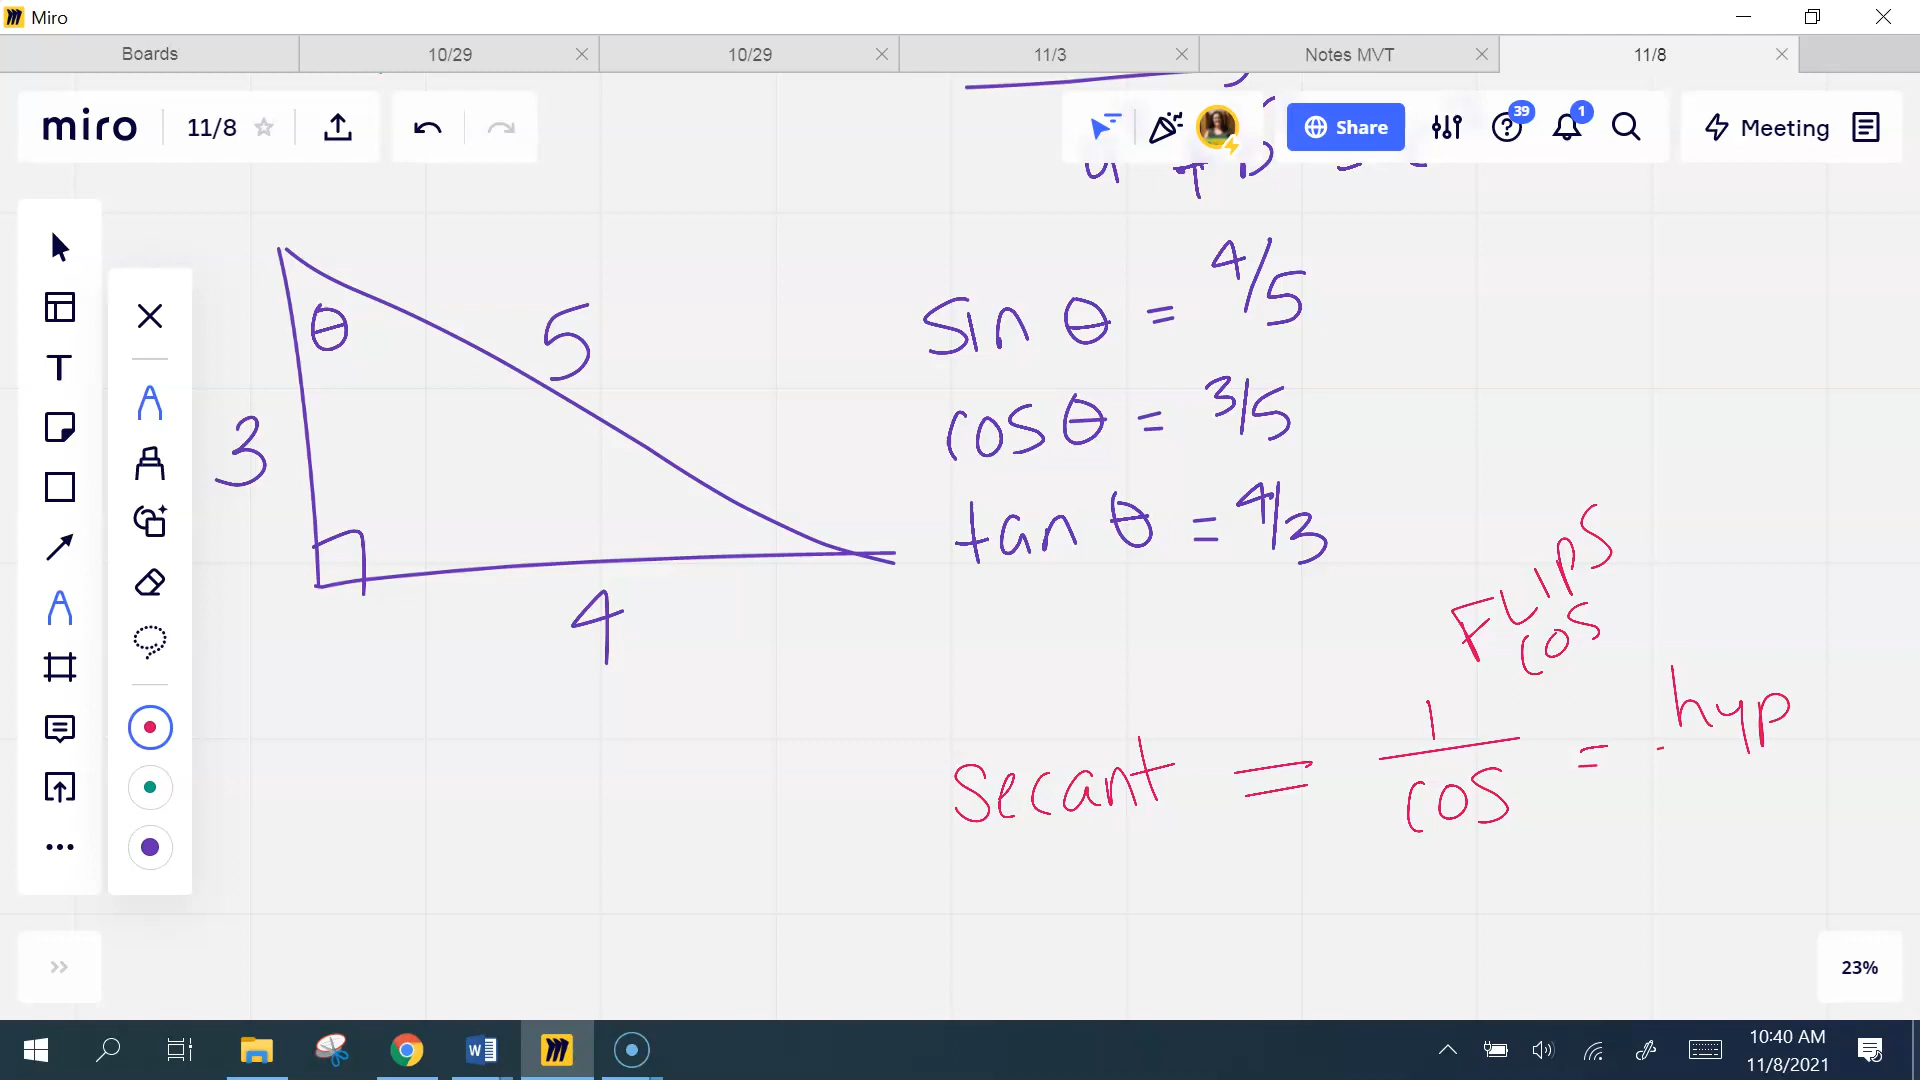 Miro
Boards
10/29
10/29
11/3
Notes MVT
11/8
miro
11/8
Share
39
1
Meeting
T
θ
5
3
4
sin θ = 4/5
cos θ = 3/5
tan θ = 4/3
FLIPS
cos
secant = 1/cos = hyp
23%
10:40 AM
11/8/2021